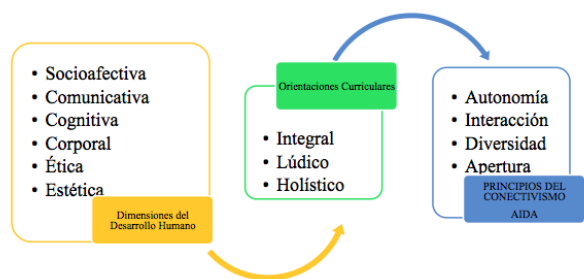 • Socioafectiva
• Comunicativa
• Cognitiva
• Corporal
• Ética
• Estética
Dimensiones del
Desarrollo Humano
Orientaciones Curriculares
• Integral
• Lúdico
• Holístico
• Autonomía
• Interacción
• Diversidad
• Apertura
PRINCIPIOS DEL
CONECTIVISMO
AIDA